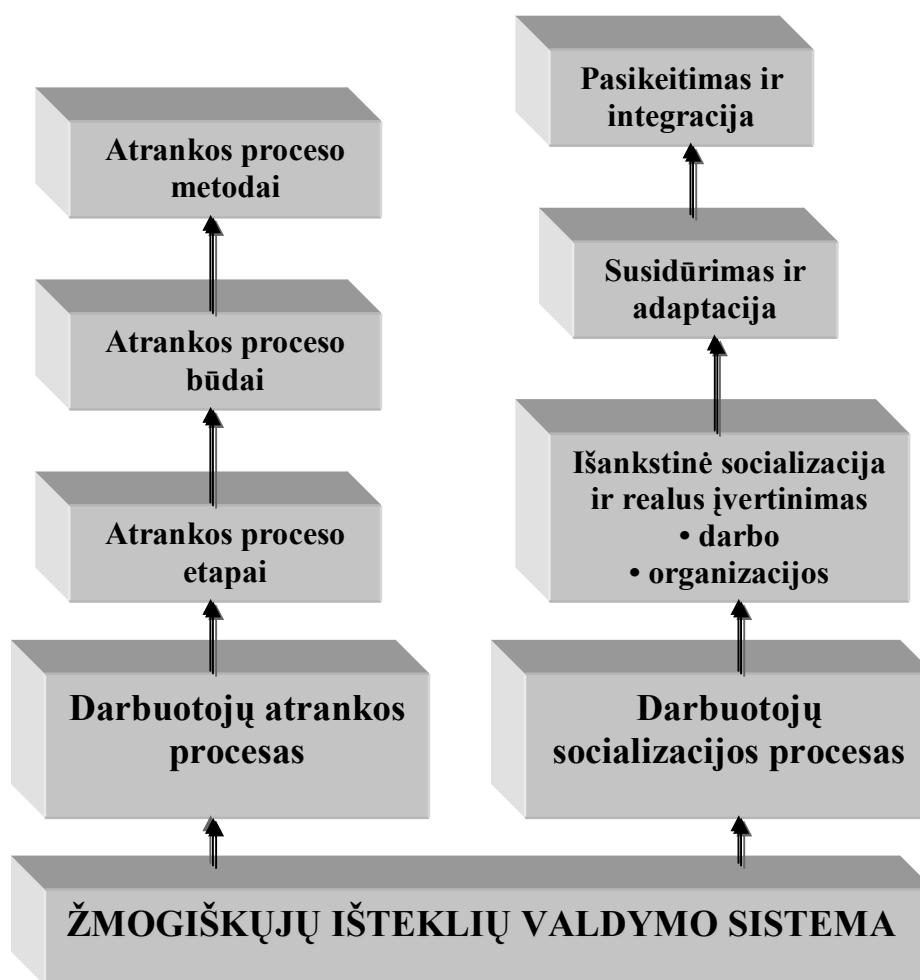 Pasikeitimas ir
integracija
Atrankos proceso
metodai
Susidūrimas ir
adaptacija
Atrankos proceso
būdai
Išankstinė socializacija
ir realus įvertinimas
• darbo
• organizacijos
Atrankos proceso
etapai
Darbuotojų atrankos
procesas
Darbuotojų
socializacijos procesas
ŽMOGIŠKŲJŲ IŠTEKLIŲ VALDYMO SISTEMA